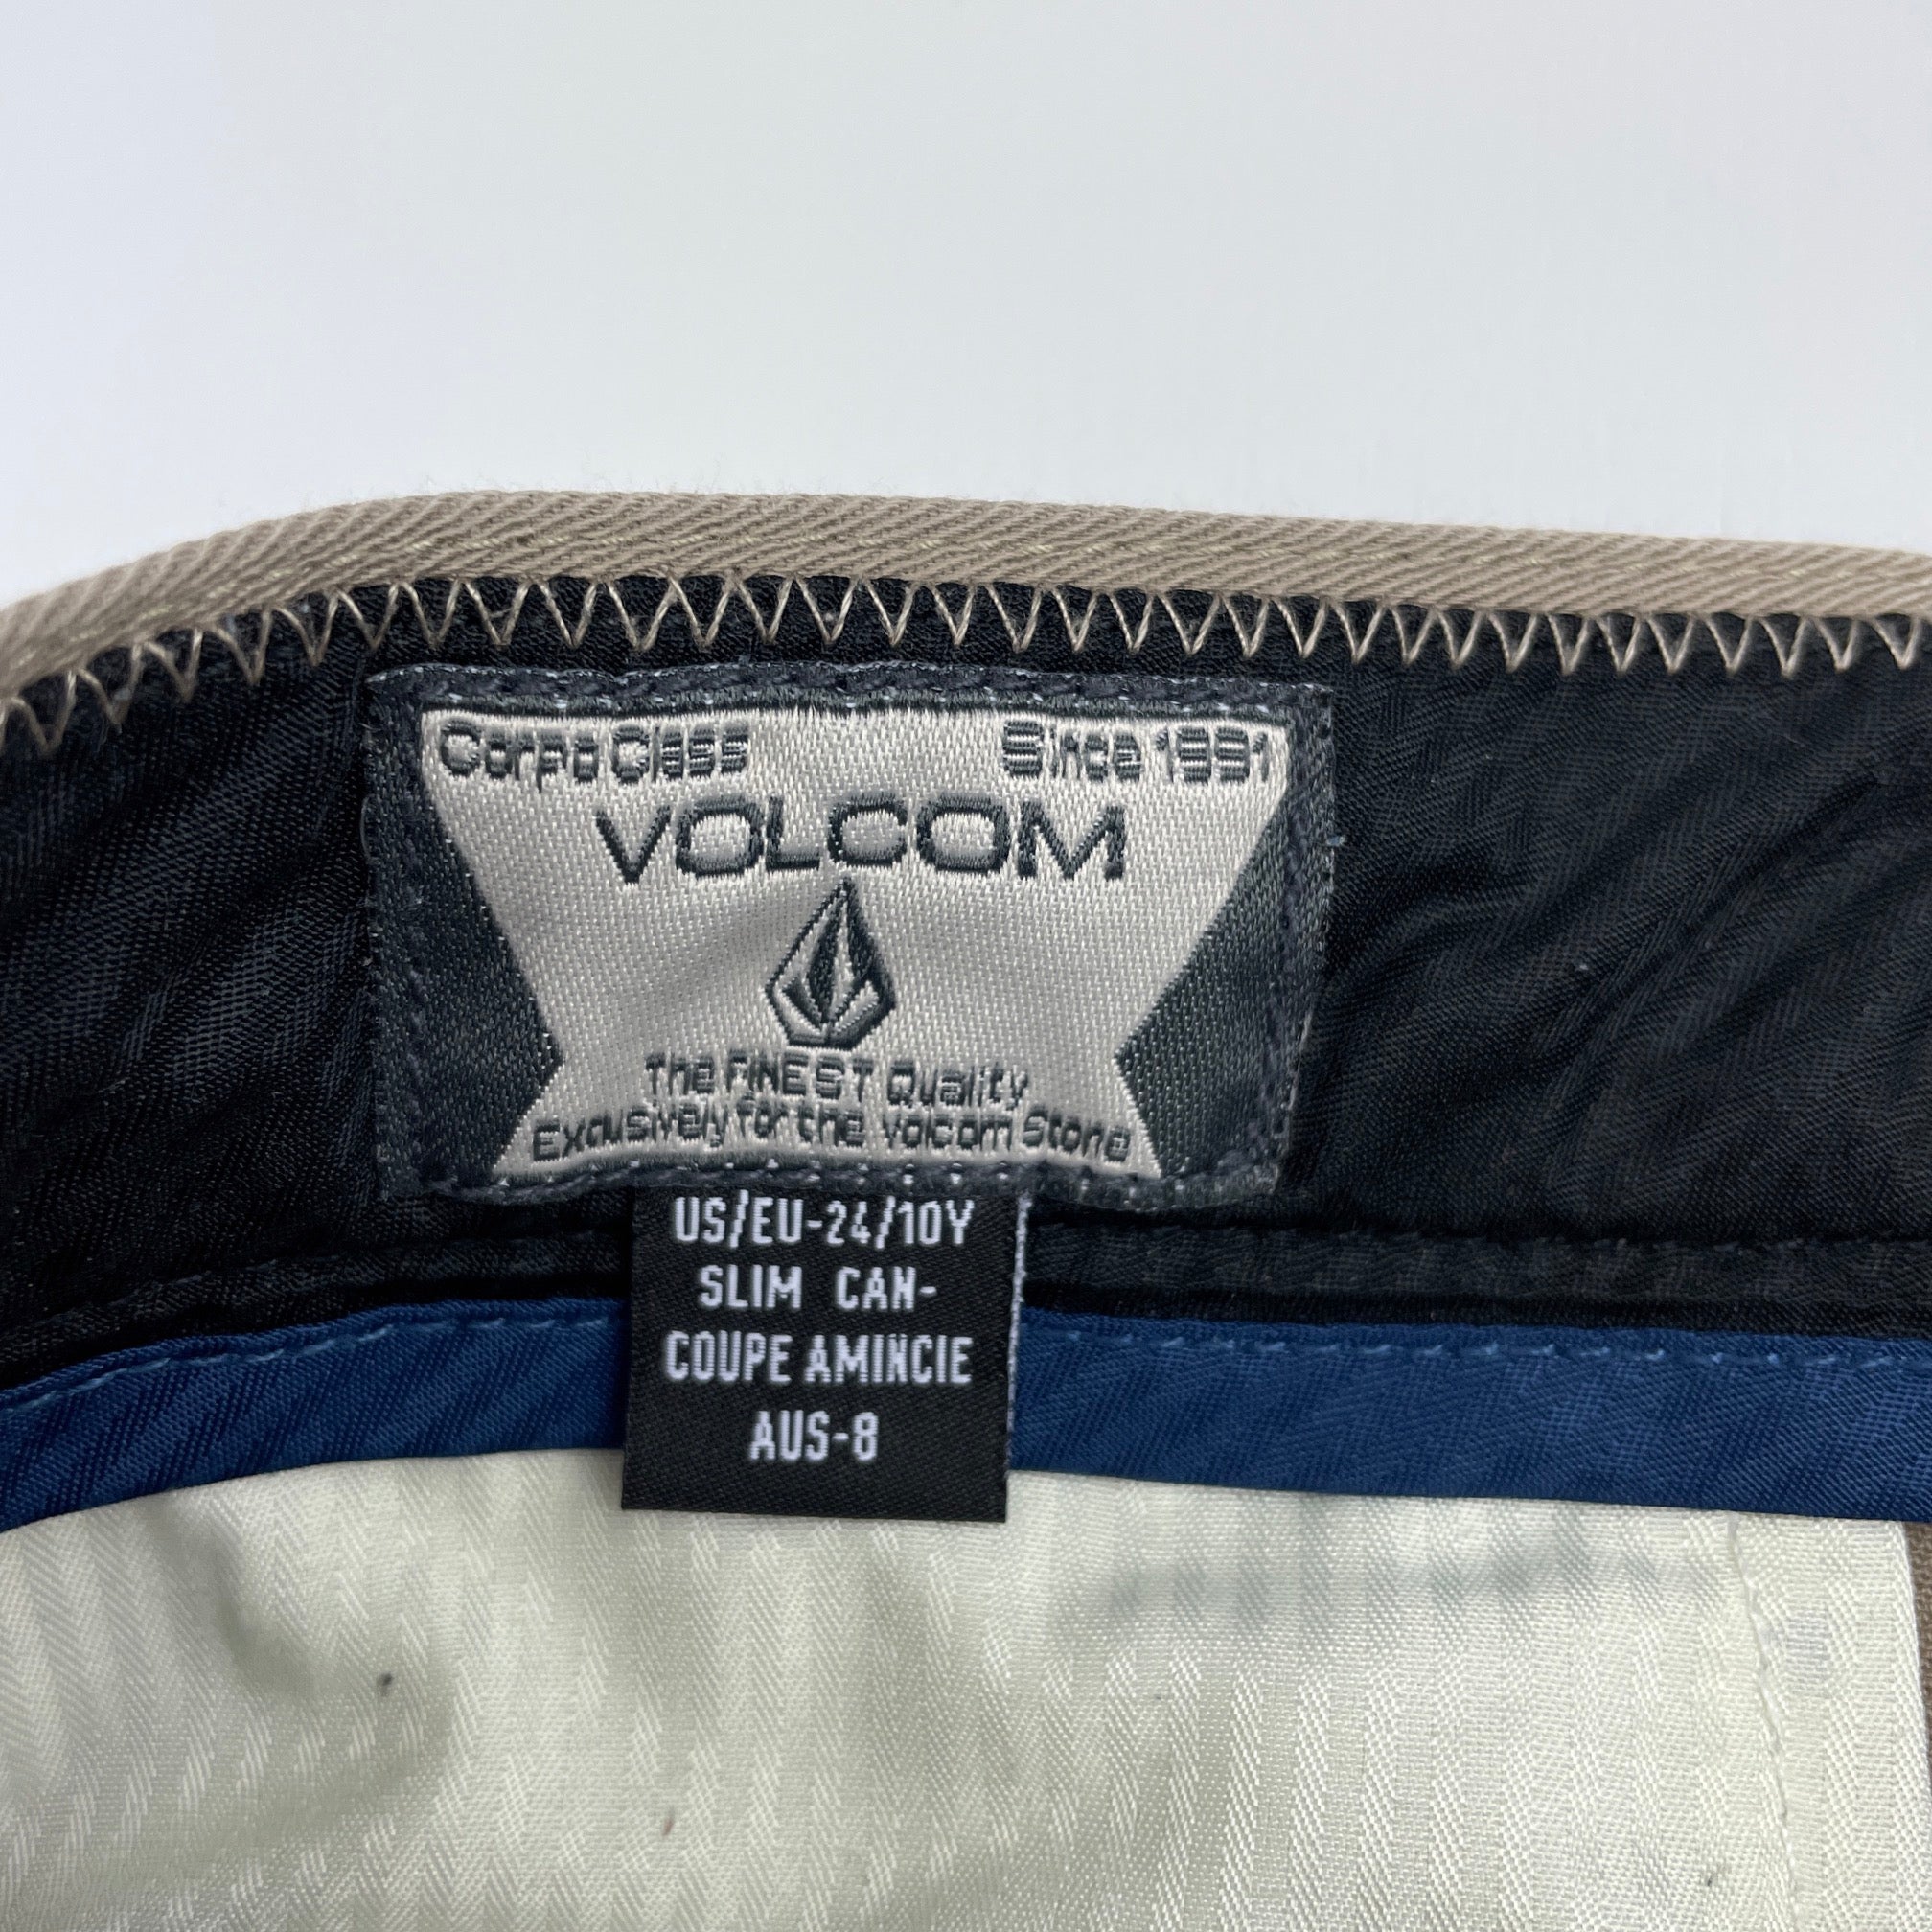 Corpo Class Since 1991
VOLCOM
The FINEST Quality
Exclusively for the Volcom Stone
US/EU-24/10Y
SLIM CAN-
COUPE AMINCIE
AUS-8